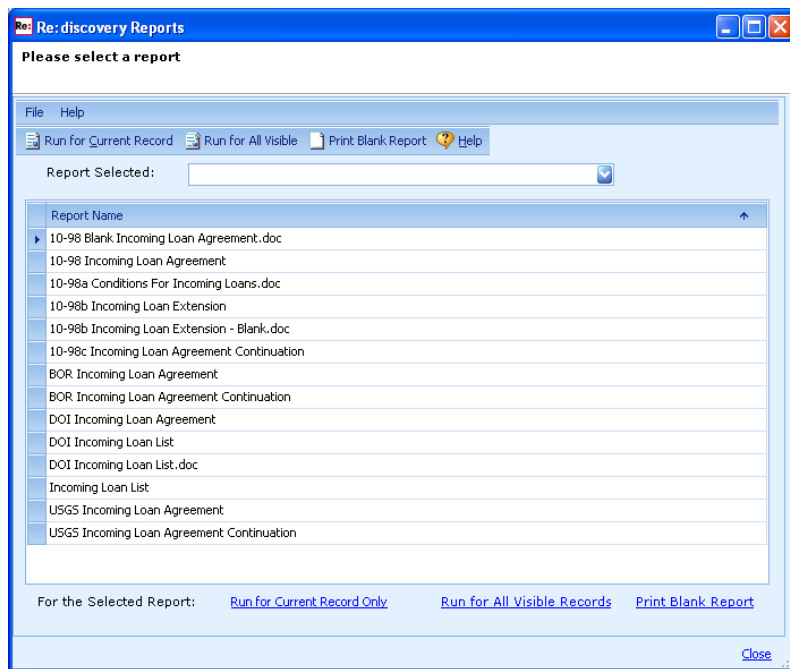 Re: Re:discovery Reports
Please select a report
File Help
Run for Current Record Run for All Visible Print Blank Report Help
Report Selected:
Report Name
10-98 Blank Incoming Loan Agreement.doc
10-98 Incoming Loan Agreement
10-98a Conditions For Incoming Loans.doc
10-98b Incoming Loan Extension
10-98b Incoming Loan Extension - Blank.doc
10-98c Incoming Loan Agreement Continuation
BOR Incoming Loan Agreement
BOR Incoming Loan Agreement Continuation
DOI Incoming Loan Agreement
DOI Incoming Loan List
DOI Incoming Loan List.doc
Incoming Loan List
USGS Incoming Loan Agreement
USGS Incoming Loan Agreement Continuation
For the Selected Report: Run for Current Record Only Run for All Visible Records Print Blank Report
Close